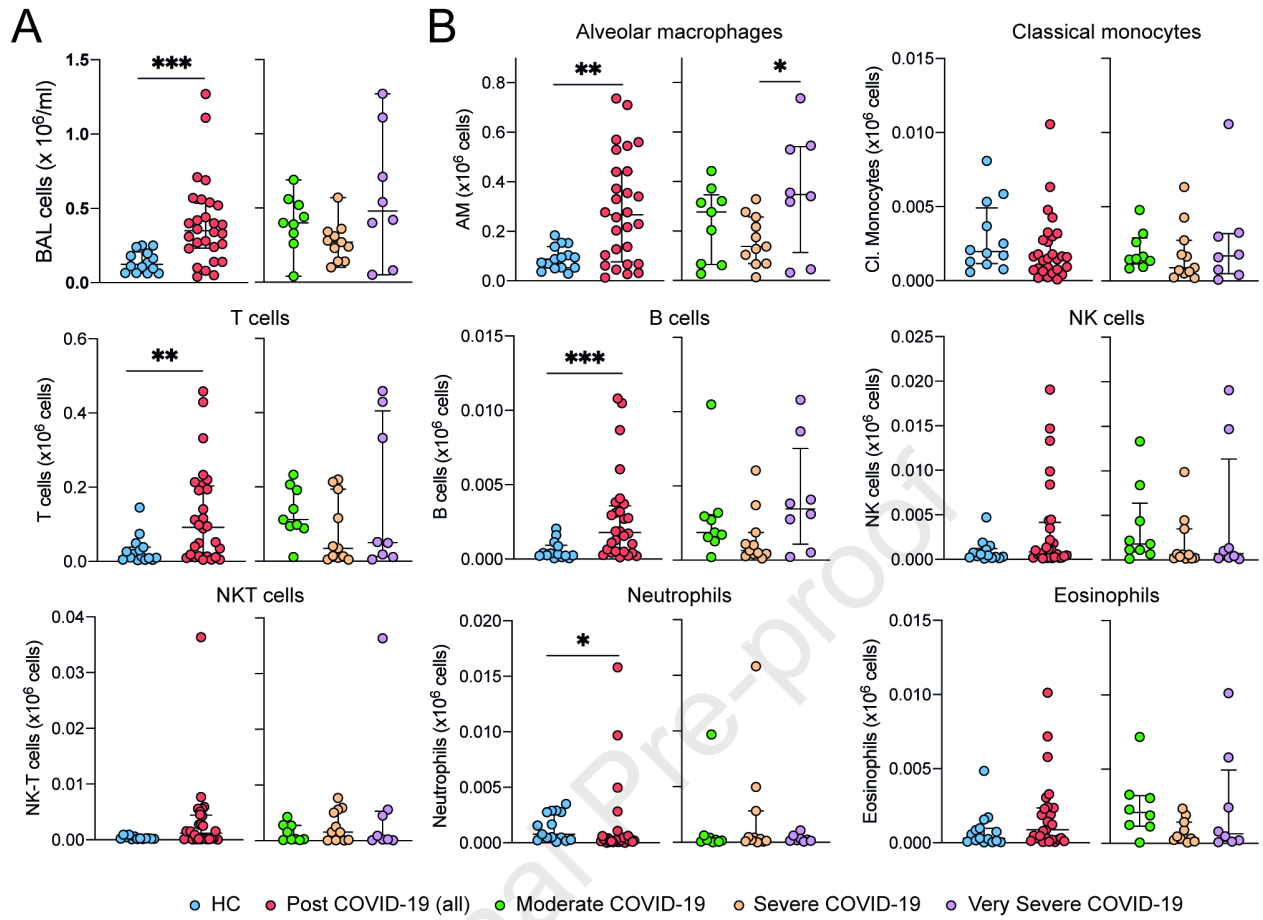 A
BAL cells (x 10⁶/ml)
1.5
1.0
0.5
0.0
***
B
Alveolar macrophages
AM (x10⁶ cells)
0.8
0.6
0.4
0.2
0.0
**
*
Classical monocytes
Cl. Monocytes (x10⁶ cells)
0.015
0.010
0.005
0.000
T cells
T cells (x10⁶ cells)
0.6
0.4
0.2
0.0
**
B cells
B cells (x10⁶ cells)
0.015
0.010
0.005
0.000
***
NK cells
NK cells (x10⁶ cells)
0.025
0.020
0.015
0.010
0.005
0.000
NKT cells
NK-T cells (x10⁶ cells)
0.04
0.03
0.02
0.01
0.00
Neutrophils
Neutrophils (x10⁶ cells)
0.020
0.015
0.010
0.005
0.000
*
Eosinophils
Eosinophils (x10⁶ cells)
0.015
0.010
0.005
0.000
HC Post COVID-19 (all) Moderate COVID-19 Severe COVID-19 Very Severe COVID-19
nal Pre-proof